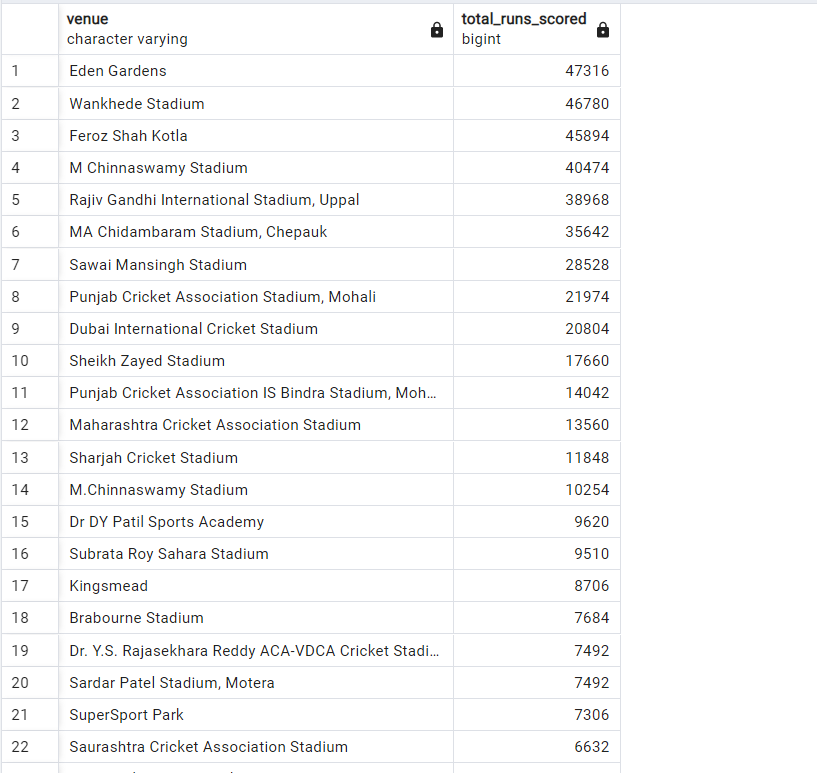 venue total_runs_scored
character varying bigint
1 Eden Gardens 47316
2 Wankhede Stadium 46780
3 Feroz Shah Kotla 45894
4 M Chinnaswamy Stadium 40474
5 Rajiv Gandhi International Stadium, Uppal 38968
6 MA Chidambaram Stadium, Chepauk 35642
7 Sawai Mansingh Stadium 28528
8 Punjab Cricket Association Stadium, Mohali 21974
9 Dubai International Cricket Stadium 20804
10 Sheikh Zayed Stadium 17660
11 Punjab Cricket Association IS Bindra Stadium, Moh... 14042
12 Maharashtra Cricket Association Stadium 13560
13 Sharjah Cricket Stadium 11848
14 M.Chinnaswamy Stadium 10254
15 Dr DY Patil Sports Academy 9620
16 Subrata Roy Sahara Stadium 9510
17 Kingsmead 8706
18 Brabourne Stadium 7684
19 Dr. Y.S. Rajasekhara Reddy ACA-VDCA Cricket Stadi... 7492
20 Sardar Patel Stadium, Motera 7492
21 SuperSport Park 7306
22 Saurashtra Cricket Association Stadium 6632